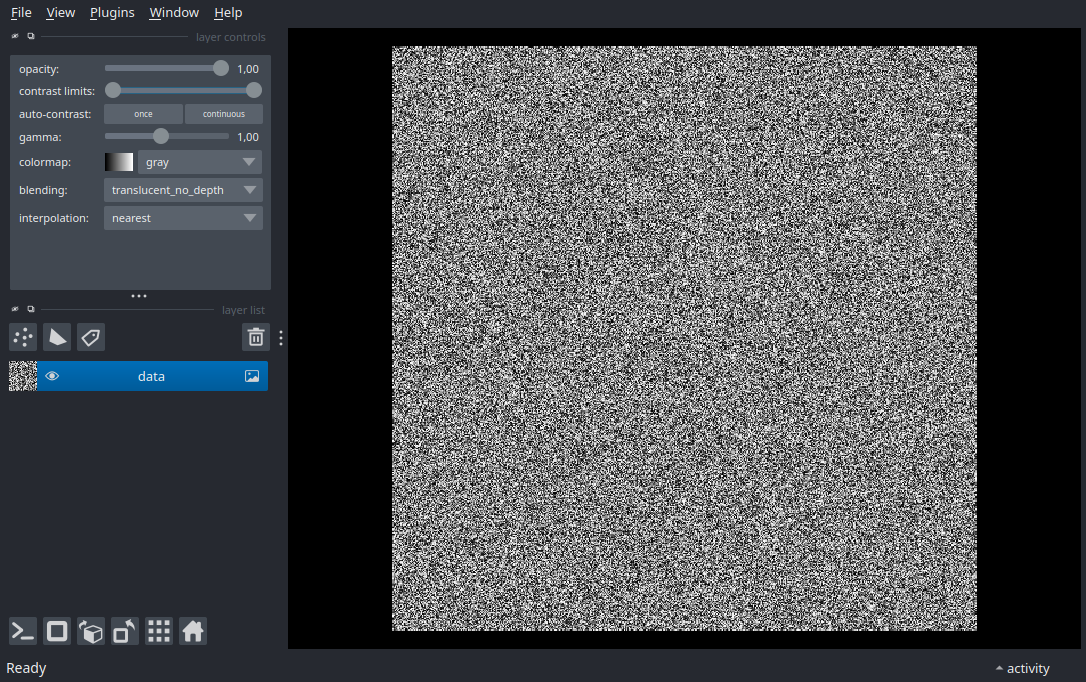 File View Plugins Window Help
layer controls
opacity: 1,00
contrast limits:
auto-contrast: once continuous
gamma: 1,00
colormap: gray
blending: translucent_no_depth
interpolation: nearest
layer list
data
Ready activity